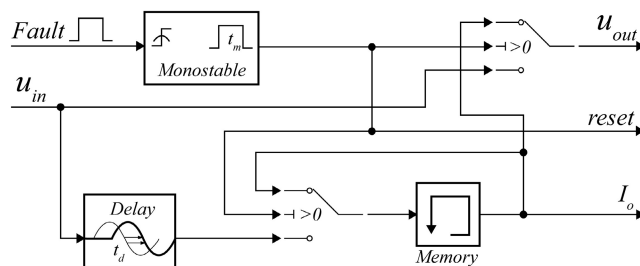 Fault
t_m
Monostable
>0
u_out
u_in
reset
Delay
t_d
>0
Memory
I_o